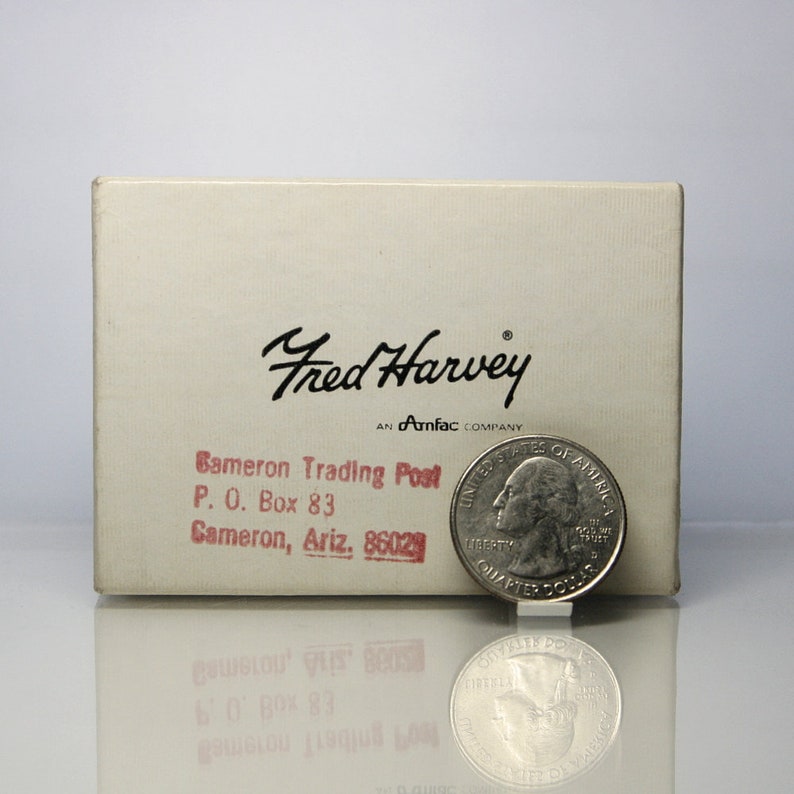 Fred Harvey®
AN Amfac COMPANY
Cameron Trading Post
P. O. Box 83
Cameron, Ariz. 86029
UNITED STATES OF AMERICA
LIBERTY
IN
GOD WE
TRUST
D
QUARTER DOLLAR